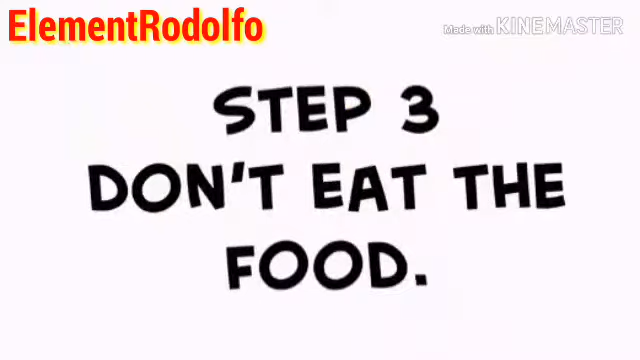 ElementRodolfo
Made with KINEMASTER
STEP 3
DON'T EAT THE
FOOD.